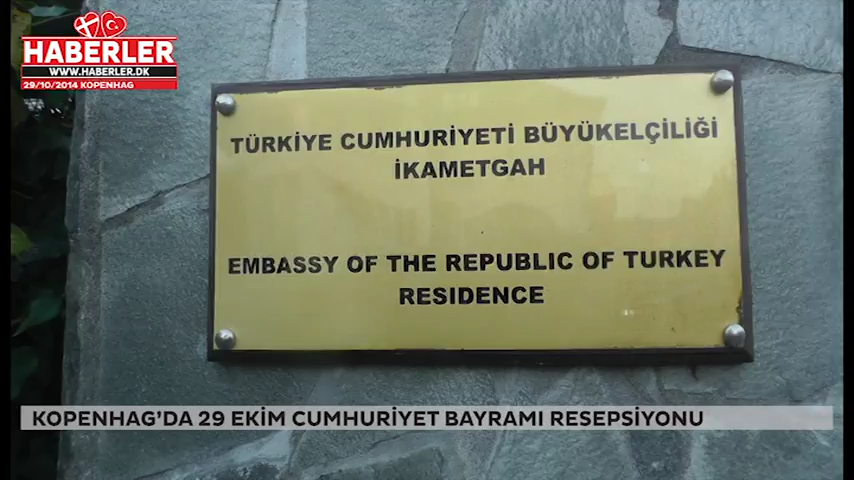 HABERLER
WWW.HABERLER.DK
29/10/2014 KOPENHAG
TÜRKİYE CUMHURİYETİ BÜYÜKELÇİLİĞİ
İKAMETGAH
EMBASSY OF THE REPUBLIC OF TURKEY
RESIDENCE
KOPENHAG'DA 29 EKİM CUMHURİYET BAYRAMI RESEPSİYONU